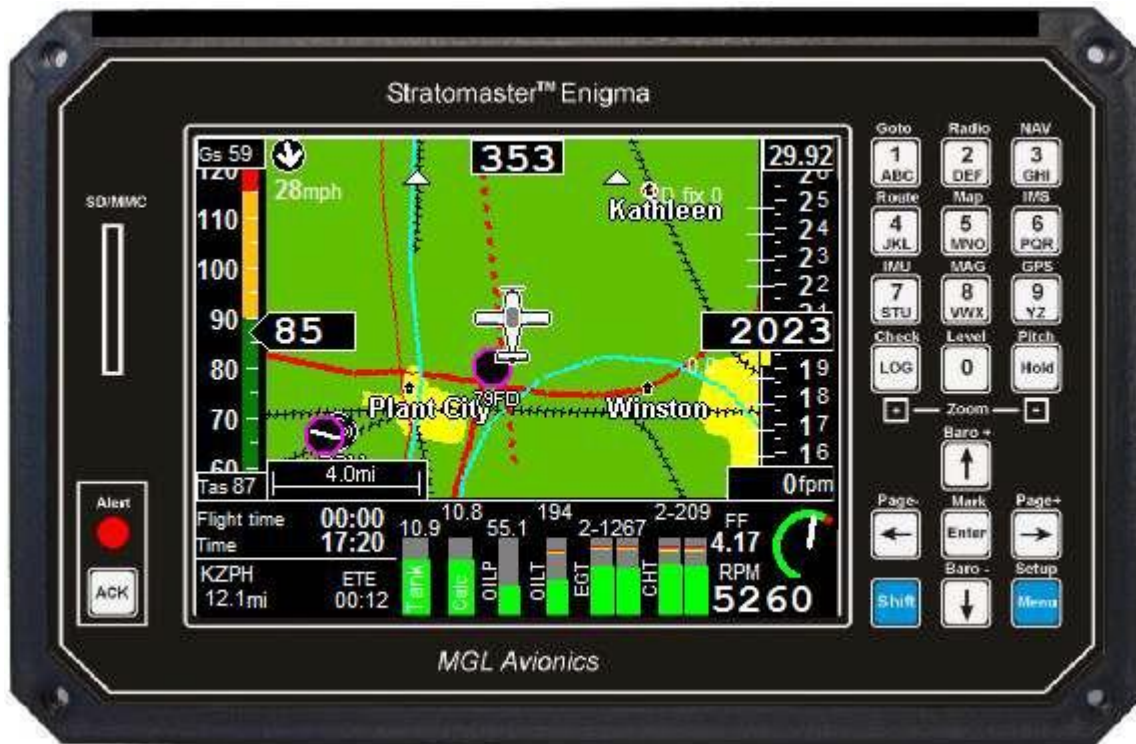 Stratomaster™ Enigma
SD/MMC
Alert
ACK
Gs 59
28mph
353
29.92
120
110
100
90
80
70
60
85
Tas 87
D fix 0
Kathleen
Plant City
79FD
Winston
4.0mi
26
25
24
23
22
21
2023
19
18
17
16
0fpm
Flight time 00:00
Time 17:20
KZPH
12.1mi
ETE
00:12
10.9 10.8 55.1 194 2-1267 2-209
Tank Calc OILP OILT EGT CHT
FF
4.17
RPM
5260
Goto Radio NAV
1 2 3
ABC DEF GHI
Route Map IMS
4 5 6
JKL MNO PQR
IMU MAG GPS
7 8 9
STU VWX YZ
Check Level Pitch
LOG 0 Hold
+ Zoom -
Baro +
Page- Mark Page+
Enter
Baro - Setup
Shift Menu
MGL Avionics